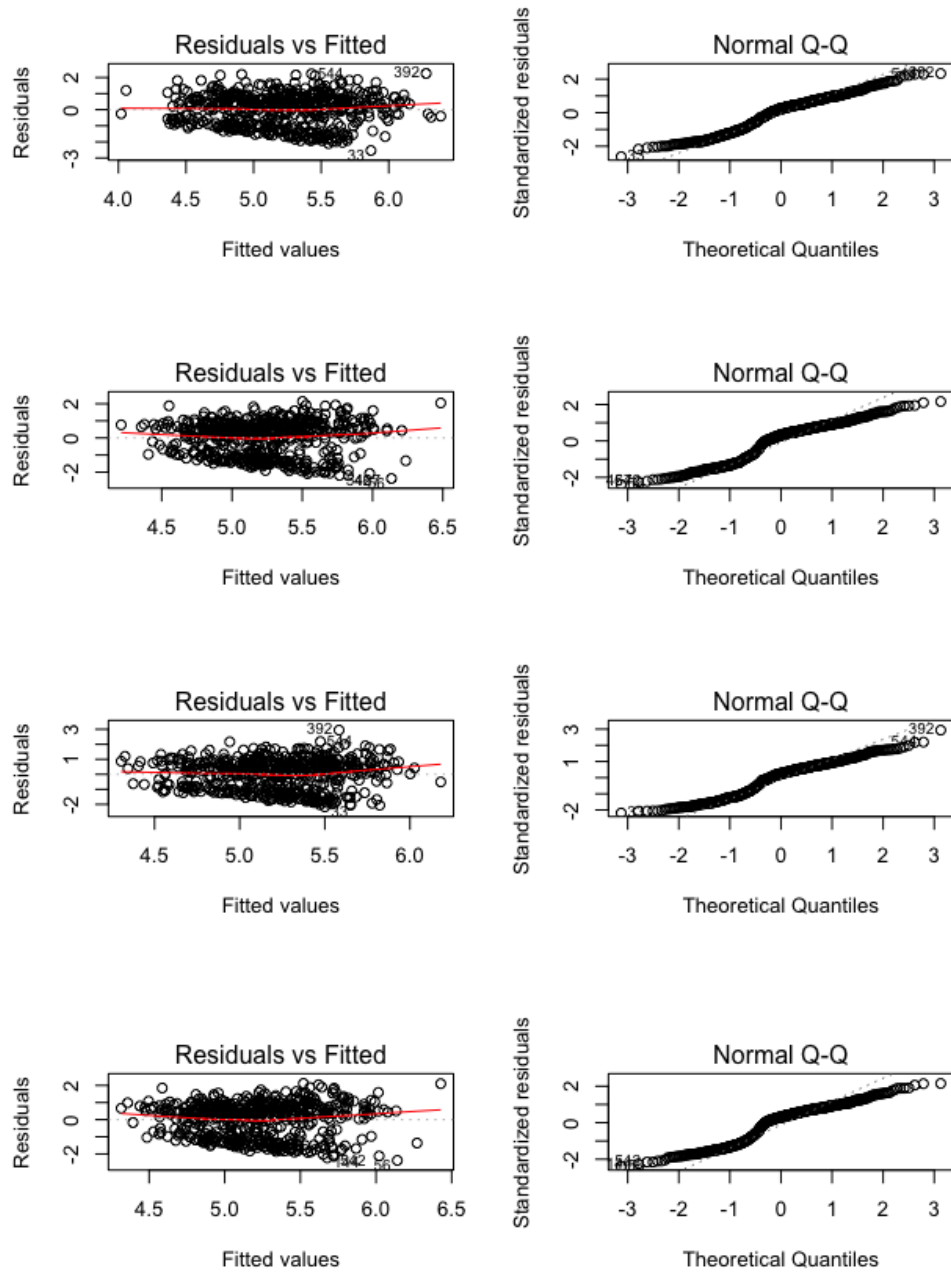 Residuals vs Fitted
Residuals
2
0
-3
544
392
33
4.0 4.5 5.0 5.5 6.0
Fitted values
Normal Q-Q
Standardized residuals
2
0
-2
33
-3 -2 -1 0 1 2 3
Theoretical Quantiles
Residuals vs Fitted
Residuals
2
0
-2
56
4.5 5.0 5.5 6.0 6.5
Fitted values
Normal Q-Q
Standardized residuals
2
0
-2
-3 -2 -1 0 1 2 3
Theoretical Quantiles
Residuals vs Fitted
Residuals
3
1
-2
392
544
33
4.5 5.0 5.5 6.0
Fitted values
Normal Q-Q
Standardized residuals
3
1
-2
392
544
-3 -2 -1 0 1 2 3
Theoretical Quantiles
Residuals vs Fitted
Residuals
2
0
-2
56
4.5 5.0 5.5 6.0 6.5
Fitted values
Normal Q-Q
Standardized residuals
2
0
-2
-3 -2 -1 0 1 2 3
Theoretical Quantiles